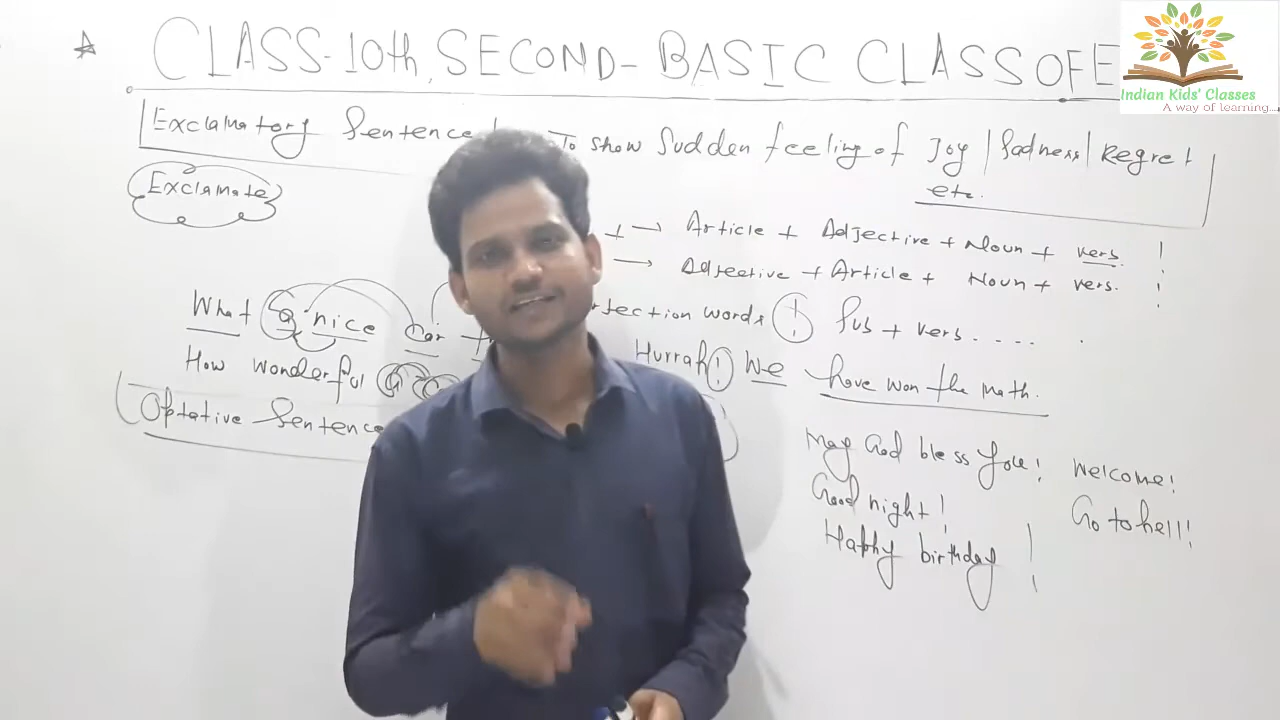 CLASS-10th, SECOND-BASIC CLASS OF E
Indian Kids' Classes
A way of learning...
Exclamatory Sentence To show Sudden feeling of Joy | Sadness | Regret
etc.
Exclamate
+ → Article + Adjective + Noun + verb. !
→ Adjective + Article + Noun + verb. !
words ! Sub + verb.....
What a nice Car
Hurrah! We have won the math.
How wonderful a
Optative Sentence
May God bless you! Welcome!
Good night! Go to hell!
Happy birthday !